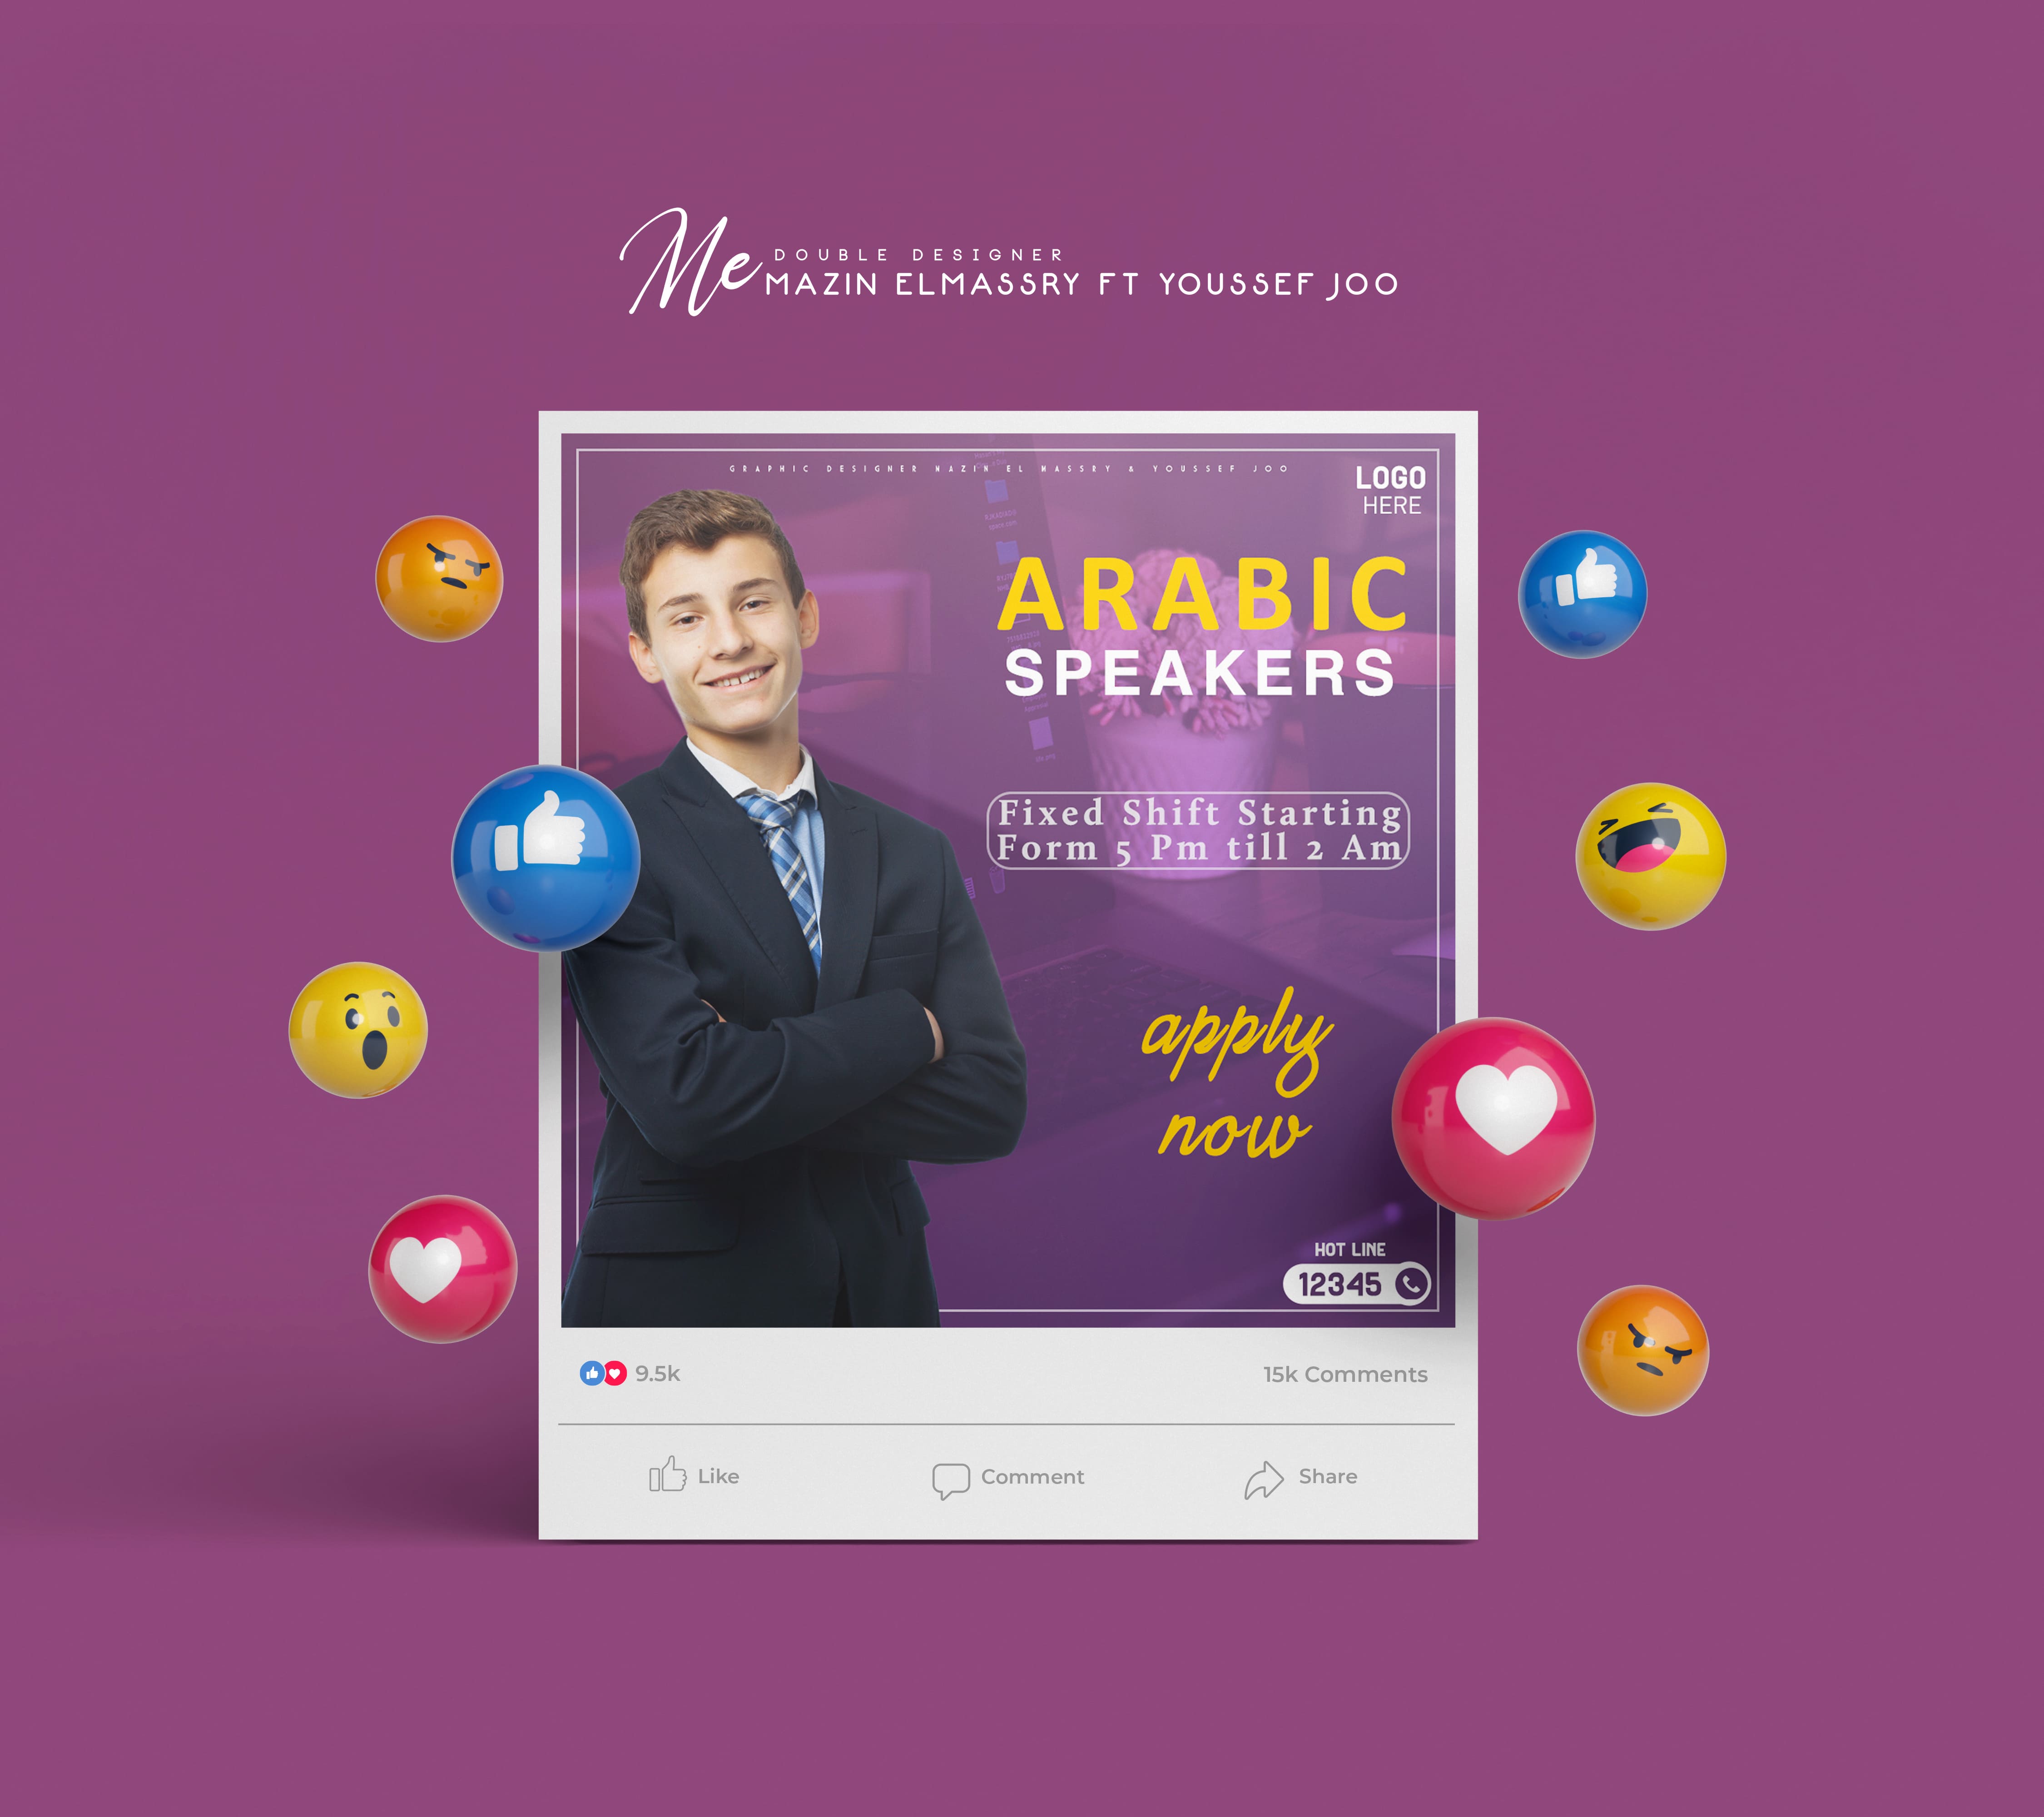 Me
DOUBLE DESIGNER
MAZIN ELMASSRY FT YOUSSEF JOO
GRAPHIC DESIGNER MAZIN EL MASSRY & YOUSSEF JOO
LOGO
HERE
ARABIC
SPEAKERS
Fixed Shift Starting
Form 5 Pm till 2 Am
apply
now
HOT LINE
12345
9.5k
15k Comments
Like
Comment
Share